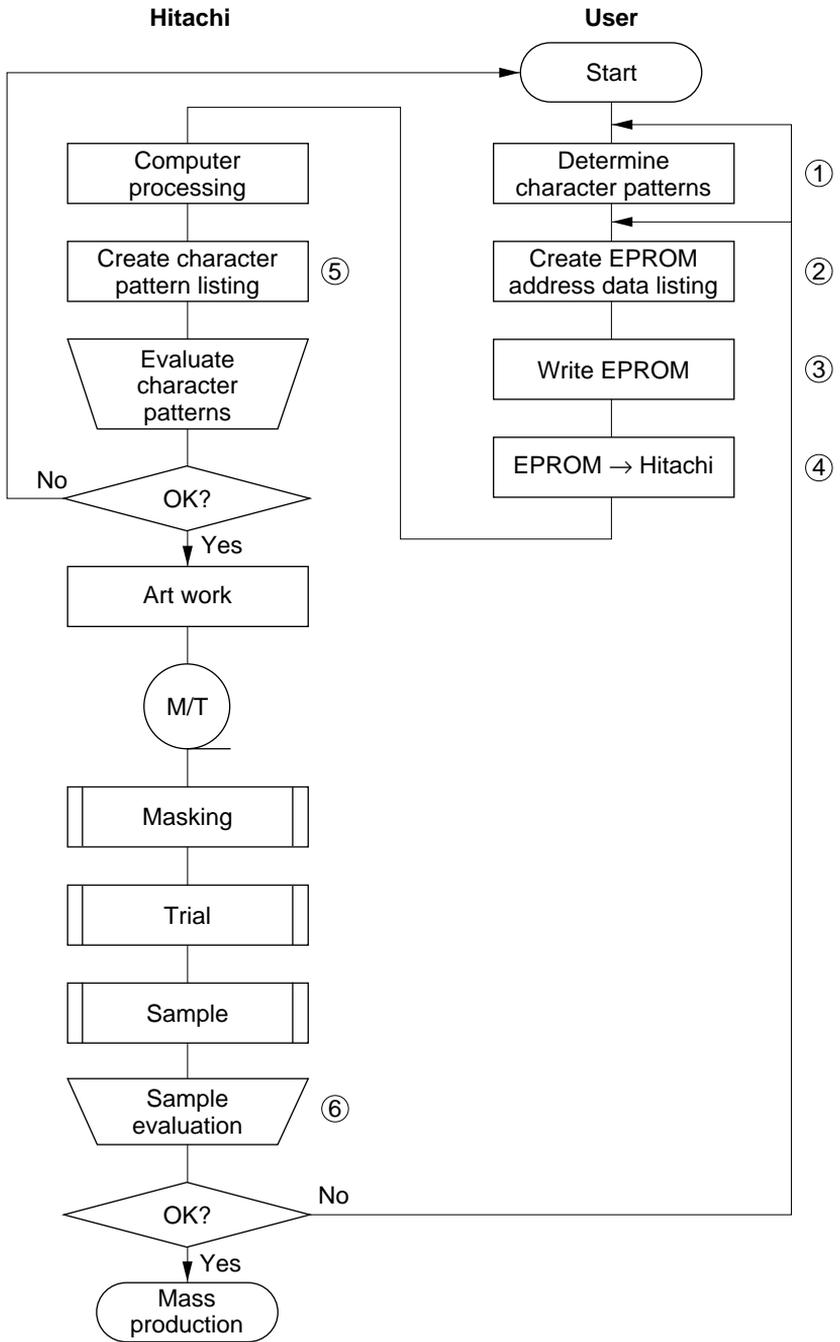 Hitachi
User
Start
Determine
character patterns
①
Create EPROM
address data listing
②
Write EPROM
③
EPROM → Hitachi
④
Computer
processing
Create character
pattern listing
⑤
Evaluate
character
patterns
No
OK?
Yes
Art work
M/T
Masking
Trial
Sample
Sample
evaluation
⑥
OK?
No
Yes
Mass
production